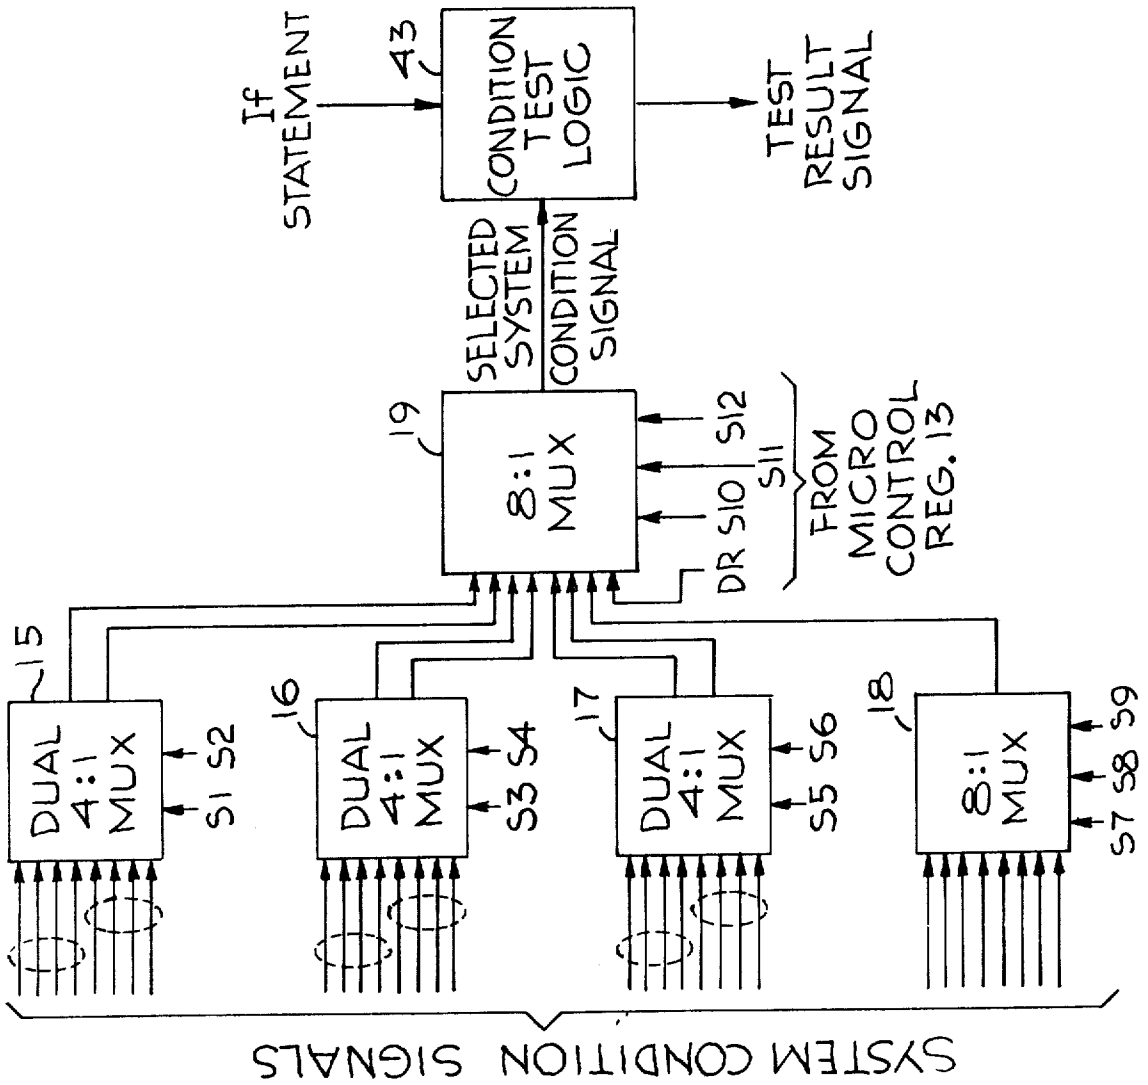 If
STATEMENT
43
CONDITION
TEST
LOGIC
TEST
RESULT
SIGNAL
SELECTED
SYSTEM
CONDITION
SIGNAL
19
8:1
MUX
DR S10 S11 S12
FROM
MICRO
CONTROL
REG. 13
15
DUAL
4:1
MUX
S1 S2
16
DUAL
4:1
MUX
S3 S4
17
DUAL
4:1
MUX
S5 S6
18
8:1
MUX
S7 S8 S9
SYSTEM CONDITION SIGNALS